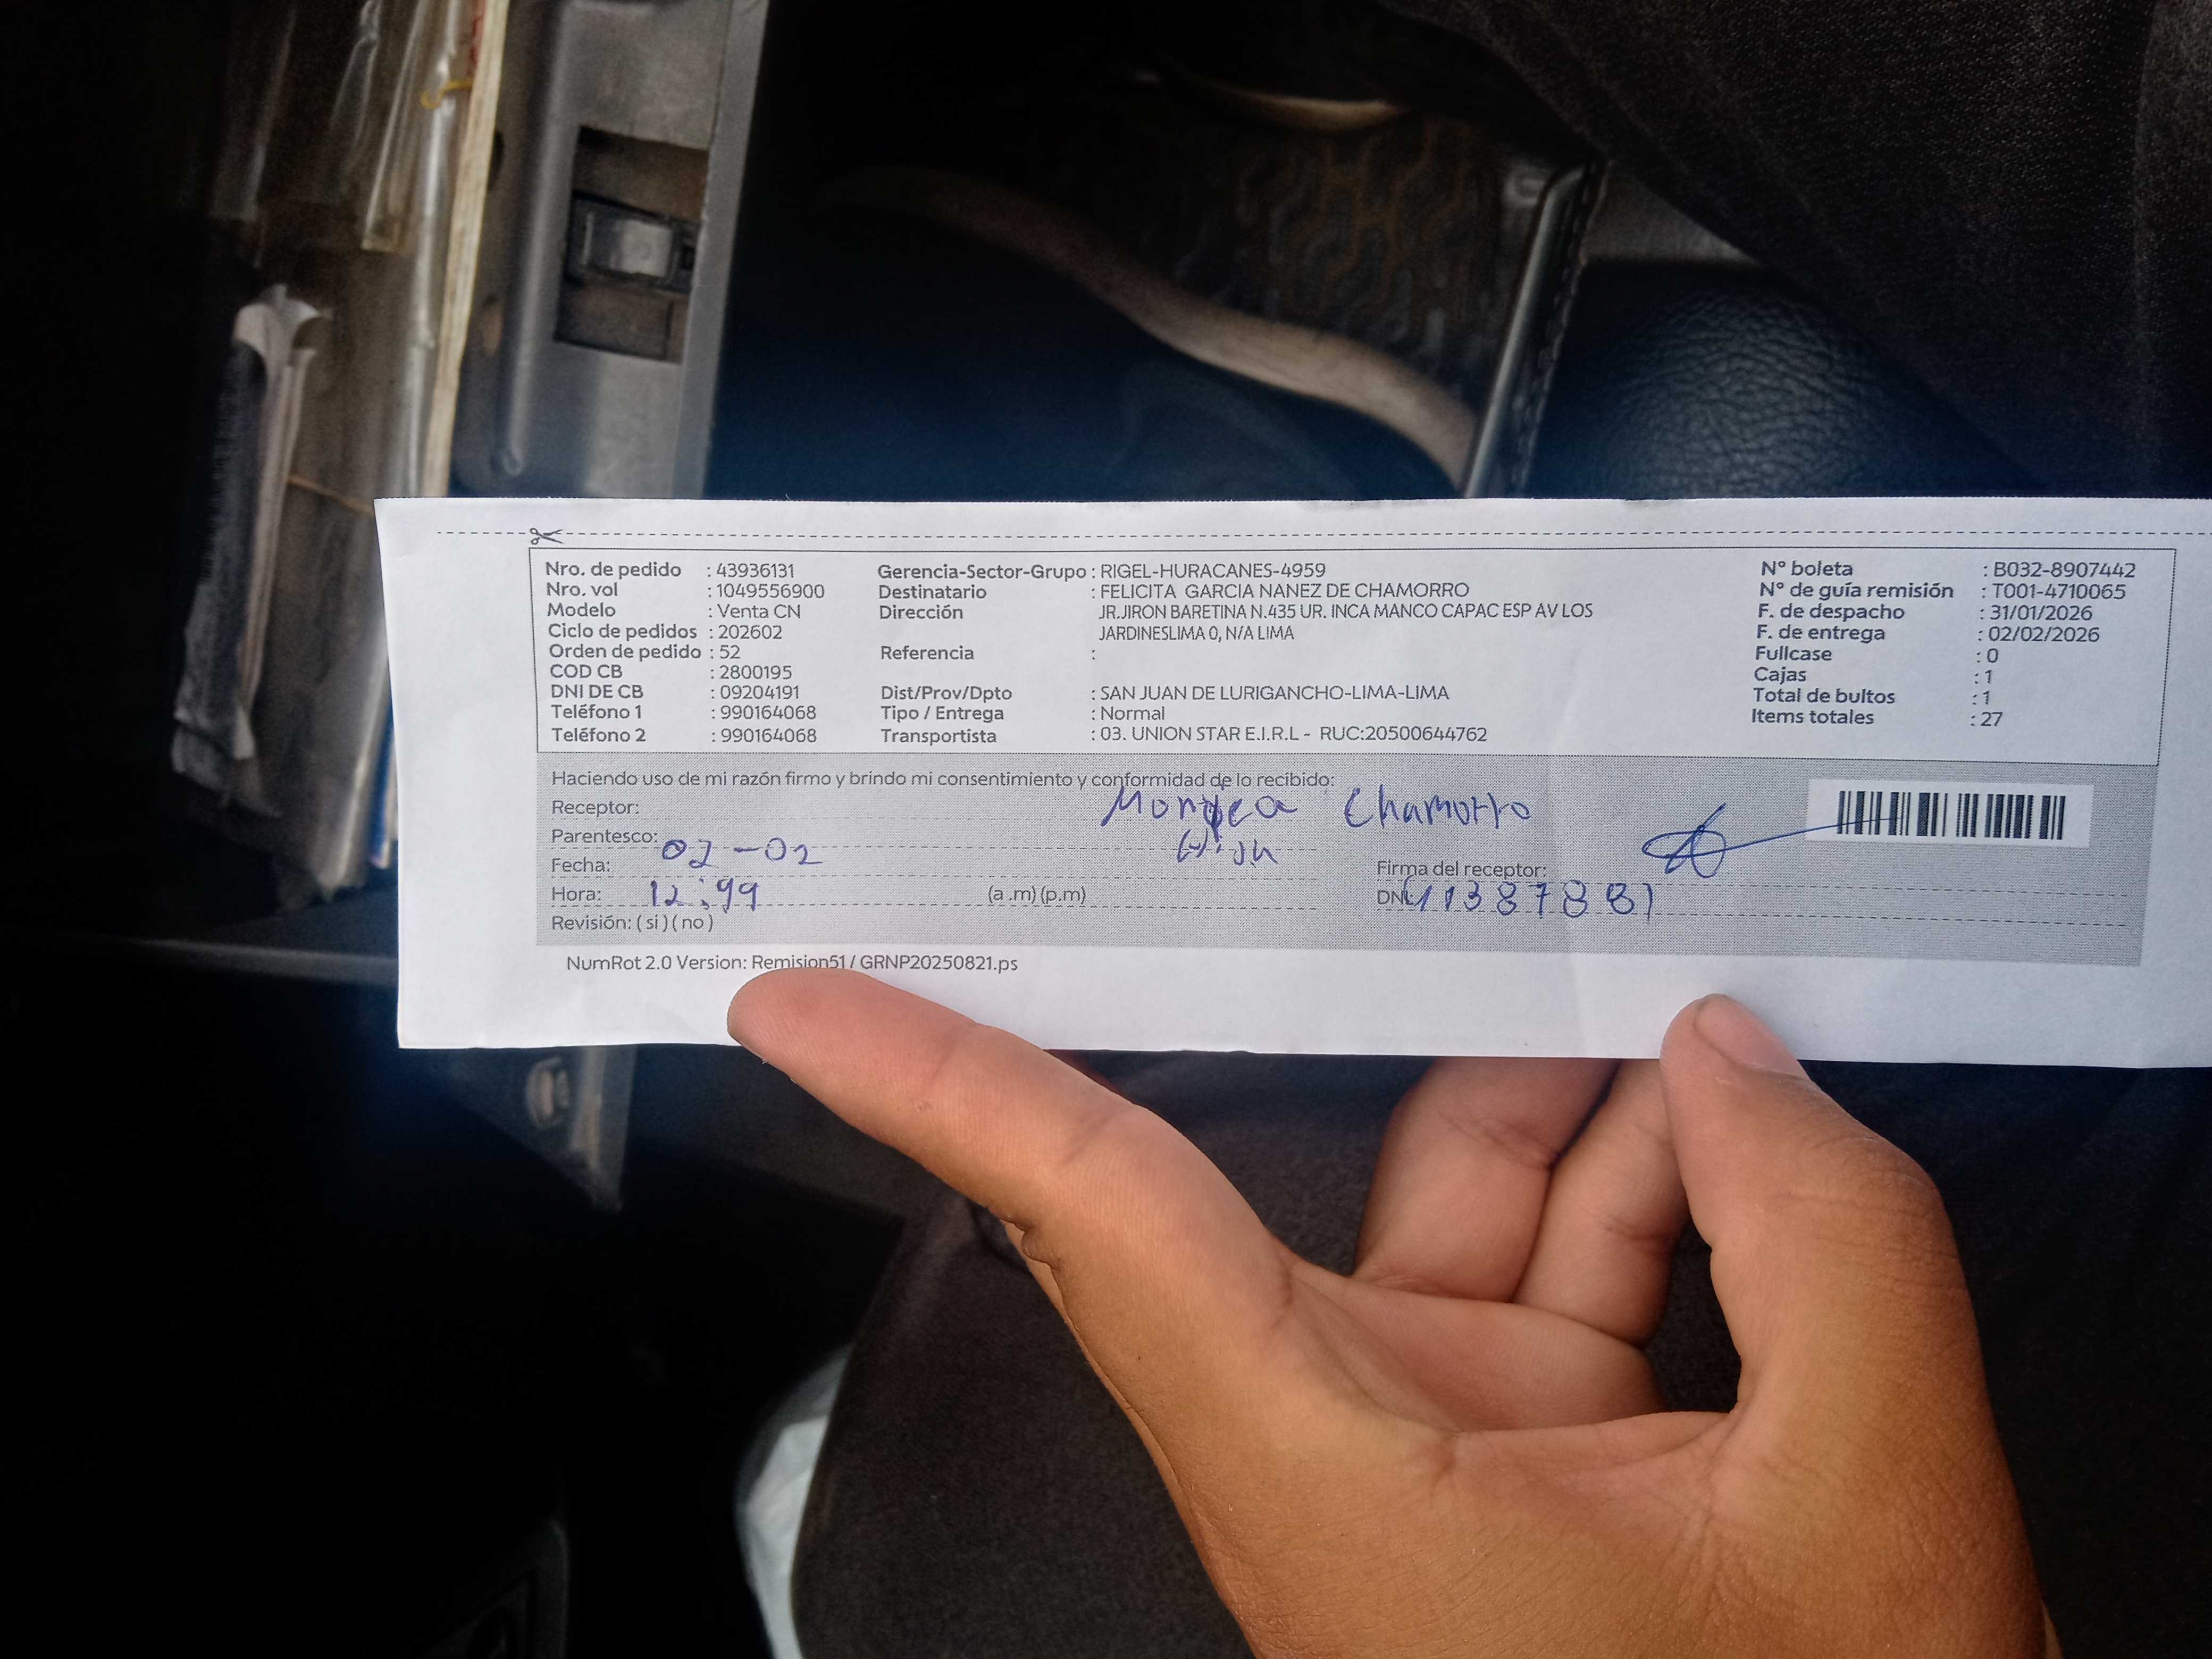 Nro. de pedido : 43936131 Gerencia-Sector-Grupo : RIGEL-HURACANES-4959 N° boleta : B032-8907442
Nro. vol : 1049556900 Destinatario : FELICITA GARCIA NANEZ DE CHAMORRO N° de guía remisión : T001-4710065
Modelo : Venta CN Dirección JR.JIRON BARETINA N.435 UR. INCA MANCO CAPAC ESP AV LOS F. de despacho : 31/01/2026
Ciclo de pedidos : 202602 JARDINESLIMA 0, N/A LIMA F. de entrega : 02/02/2026
Orden de pedido : 52 Referencia : Fullcase : 0
COD CB : 2800195 Cajas : 1
DNI DE CB : 09204191 Dist/Prov/Dpto : SAN JUAN DE LURIGANCHO-LIMA-LIMA Total de bultos : 1
Teléfono 1 : 990164068 Tipo / Entrega : Normal Items totales : 27
Teléfono 2 : 990164068 Transportista : 03. UNION STAR E.I.R.L - RUC:20500644762
Haciendo uso de mi razón firmo y brindo mi consentimiento y conformidad de lo recibido:
Receptor: Chamorro
Parentesco:
Fecha: 02-02 Firma del receptor:
Hora: (a.m) (p.m) DNI:
Revisión: ( si ) ( no )
NumRot 2.0 Version: Remision51 / GRNP20250821.ps